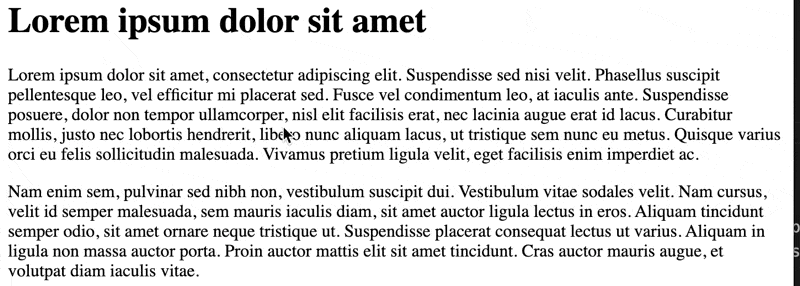 Lorem ipsum dolor sit amet
Lorem ipsum dolor sit amet, consectetur adipiscing elit. Suspendisse sed nisi velit. Phasellus suscipit
pellentesque leo, vel efficitur mi placerat sed. Fusce vel condimentum leo, at iaculis ante. Suspendisse
posuere, dolor non tempor ullamcorper, nisl elit facilisis erat, nec lacinia augue erat id lacus. Curabitur
mollis, justo nec lobortis hendrerit, libero nunc aliquam lacus, ut tristique sem nunc eu metus. Quisque varius
orci eu felis sollicitudin malesuada. Vivamus pretium ligula velit, eget facilisis enim imperdiet ac.
Nam enim sem, pulvinar sed nibh non, vestibulum suscipit dui. Vestibulum vitae sodales velit. Nam cursus,
velit id semper malesuada, sem mauris iaculis diam, sit amet auctor ligula lectus in eros. Aliquam tincidunt
semper odio, sit amet ornare neque tristique ut. Suspendisse placerat consequat lectus ut varius. Aliquam in
ligula non massa auctor porta. Proin auctor mattis elit sit amet tincidunt. Cras auctor mauris augue, et
volutpat diam iaculis vitae.